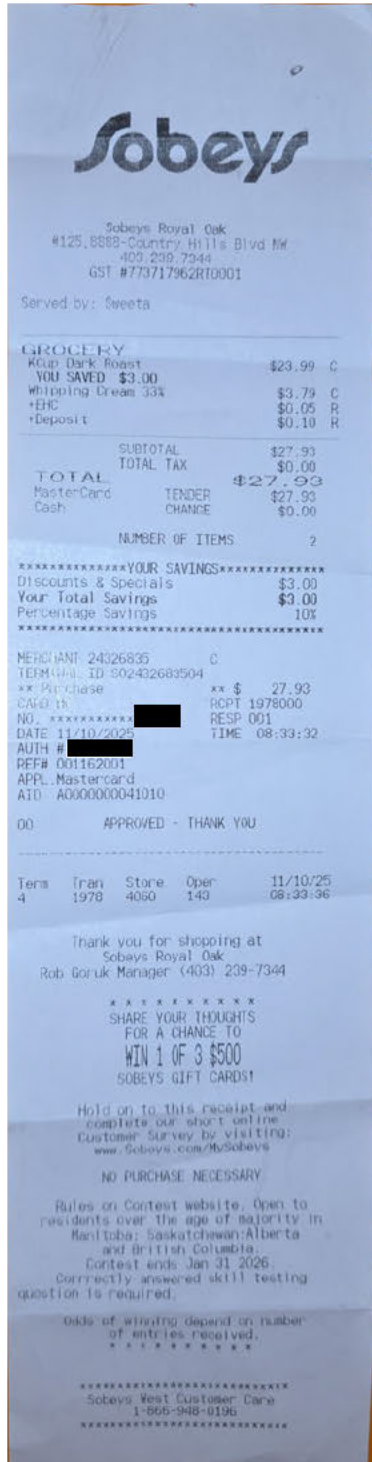 Sobeys
Sobeys Royal Oak
#125,8888-Country Hills Blvd NW
403.239.7344
GST #773717962RT0001
Served by: Sweeta
GROCERY
KCup Dark Roast $23.99 C
YOU SAVED $3.00
Whipping Cream 33% $3.79 C
+EHC $0.05 R
+Deposit $0.10 R
SUBTOTAL $27.93
TOTAL TAX $0.00
TOTAL $27.93
MasterCard TENDER $27.93
Cash CHANGE $0.00
NUMBER OF ITEMS 2
**************YOUR SAVINGS**************
Discounts & Specials $3.00
Your Total Savings $3.00
Percentage Savings 10%
****************************************
MERCHANT 24326835 C
TERMINAL ID S02432683504
** Purchase ** $ 27.93
CARD MC RCPT 1978000
NO. ************ RESP 001
DATE 11/10/2025 TIME 08:33:32
AUTH #
REF# 001162001
APPL.Mastercard
AID A0000000041010
00 APPROVED - THANK YOU
Term Tran Store Oper 11/10/25
4 1978 4060 143 08:33:36
Thank you for shopping at
Sobeys Royal Oak
Rob Goruk Manager (403) 239-7344
* * * * * * * * * *
SHARE YOUR THOUGHTS
FOR A CHANCE TO
WIN 1 OF 3 $500
SOBEYS GIFT CARDS!
Hold on to this receipt and
complete our short online
Customer Survey by visiting:
www.Sobeys.com/MySobeys
NO PURCHASE NECESSARY
Rules on Contest website. Open to
residents over the age of majority in
Manitoba; Saskatchewan;Alberta
and British Columbia.
Contest ends Jan 31 2026.
Corrrectly answered skill testing
question is required.
Odds of winning depend on number
of entries received.
* * * * * * * * * *
*****************************
Sobeys West Customer Care
1-866-948-0196
*****************************